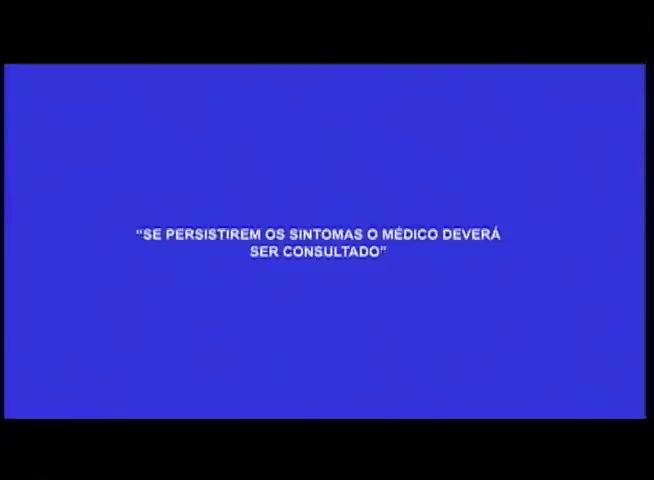 “SE PERSISTIREM OS SINTOMAS O MÉDICO DEVERÁ
SER CONSULTADO”